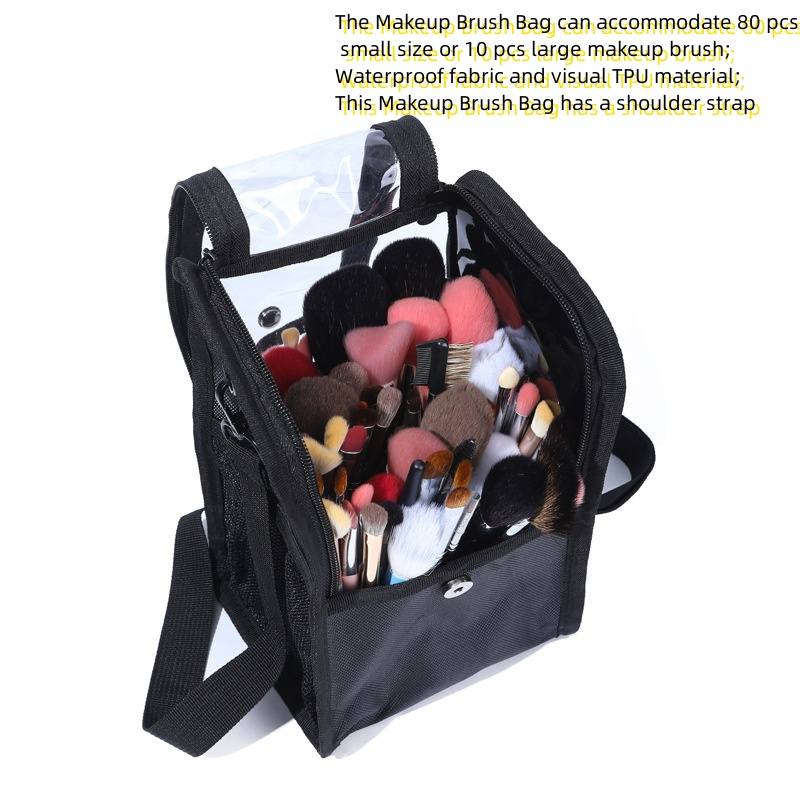 The Makeup Brush Bag can accommodate 80 pcs
small size or 10 pcs large makeup brush;
Waterproof fabric and visual TPU material;
This Makeup Brush Bag has a shoulder strap